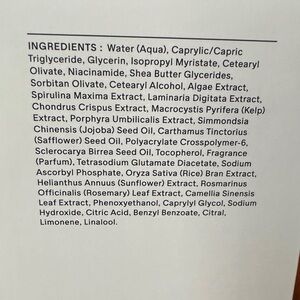 INGREDIENTS : Water (Aqua), Caprylic/Capric
Triglyceride, Glycerin, Isopropyl Myristate, Cetearyl
Olivate, Niacinamide, Shea Butter Glycerides,
Sorbitan Olivate, Cetearyl Alcohol, Algae Extract,
Spirulina Maxima Extract, Laminaria Digitata Extract,
Chondrus Crispus Extract, Macrocystis Pyrifera (Kelp)
Extract, Porphyra Umbilicalis Extract, Simmondsia
Chinensis (Jojoba) Seed Oil, Carthamus Tinctorius
(Safflower) Seed Oil, Polyacrylate Crosspolymer-6,
Sclerocarya Birrea Seed Oil, Tocopherol, Fragrance
(Parfum), Tetrasodium Glutamate Diacetate, Sodium
Ascorbyl Phosphate, Oryza Sativa (Rice) Bran Extract,
Helianthus Annuus (Sunflower) Extract, Rosmarinus
Officinalis (Rosemary) Leaf Extract, Camellia Sinensis
Leaf Extract, Phenoxyethanol, Caprylyl Glycol, Sodium
Hydroxide, Citric Acid, Benzyl Benzoate, Citral,
Limonene, Linalool.